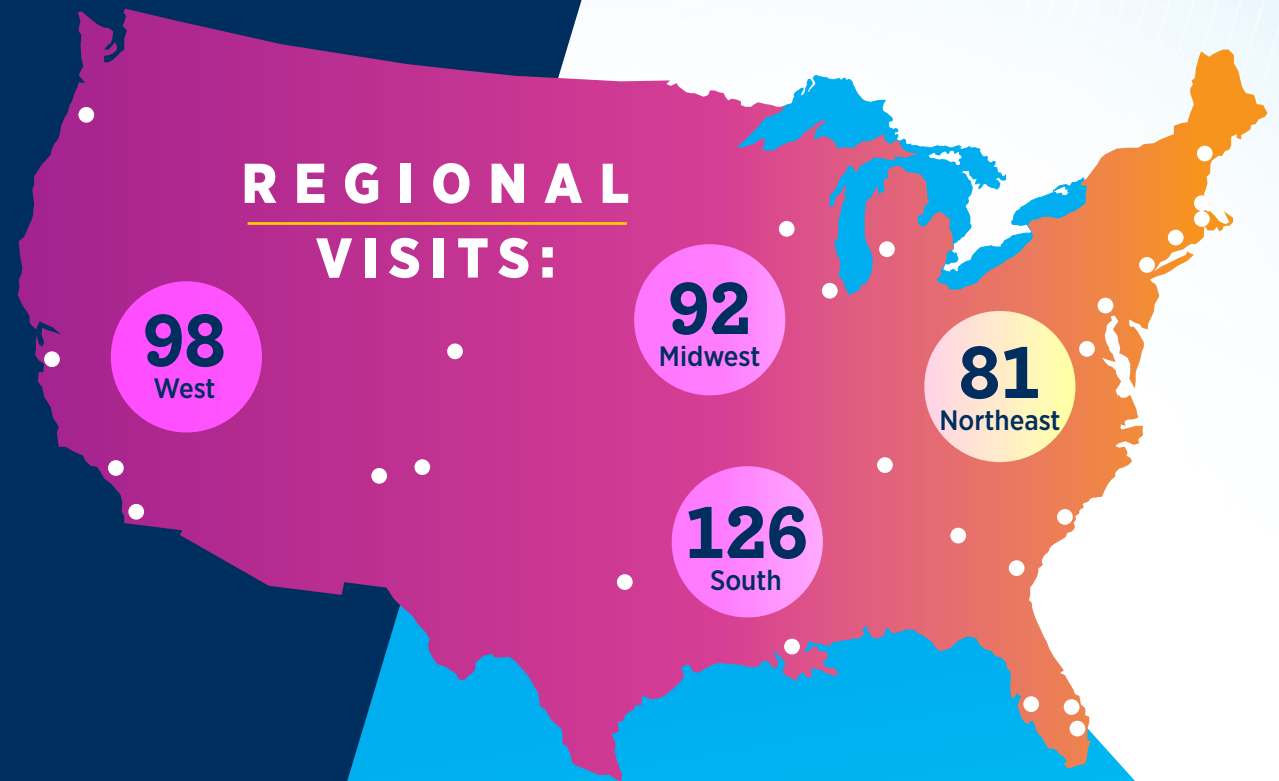 REGIONAL
VISITS:
98
West
92
Midwest
81
Northeast
126
South